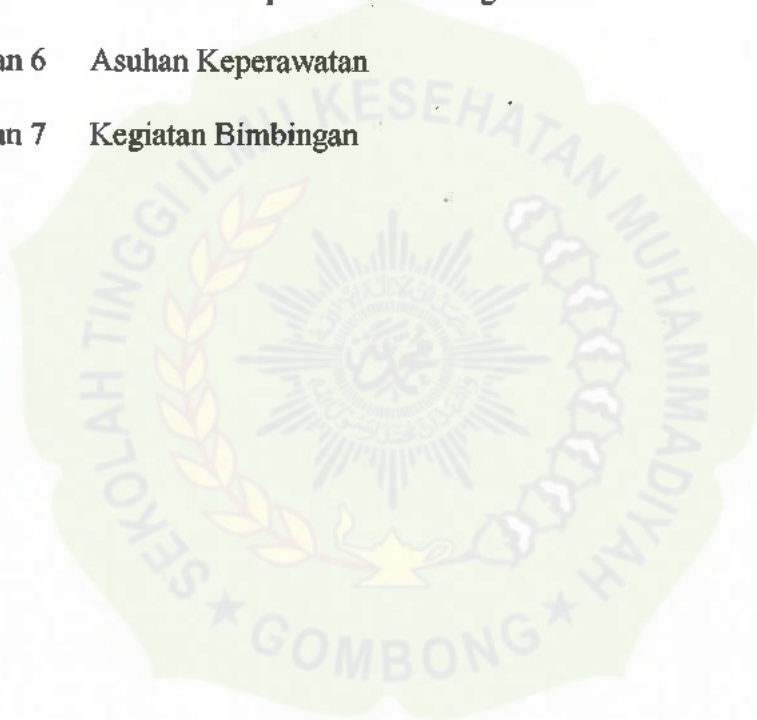 an 6 Asuhan Keperawatan
an 7 Kegiatan Bimbingan
SEKOLAH TINGGI ILMU KESEHATAN MUHAMMADIYAH
★ GOMBONG ★